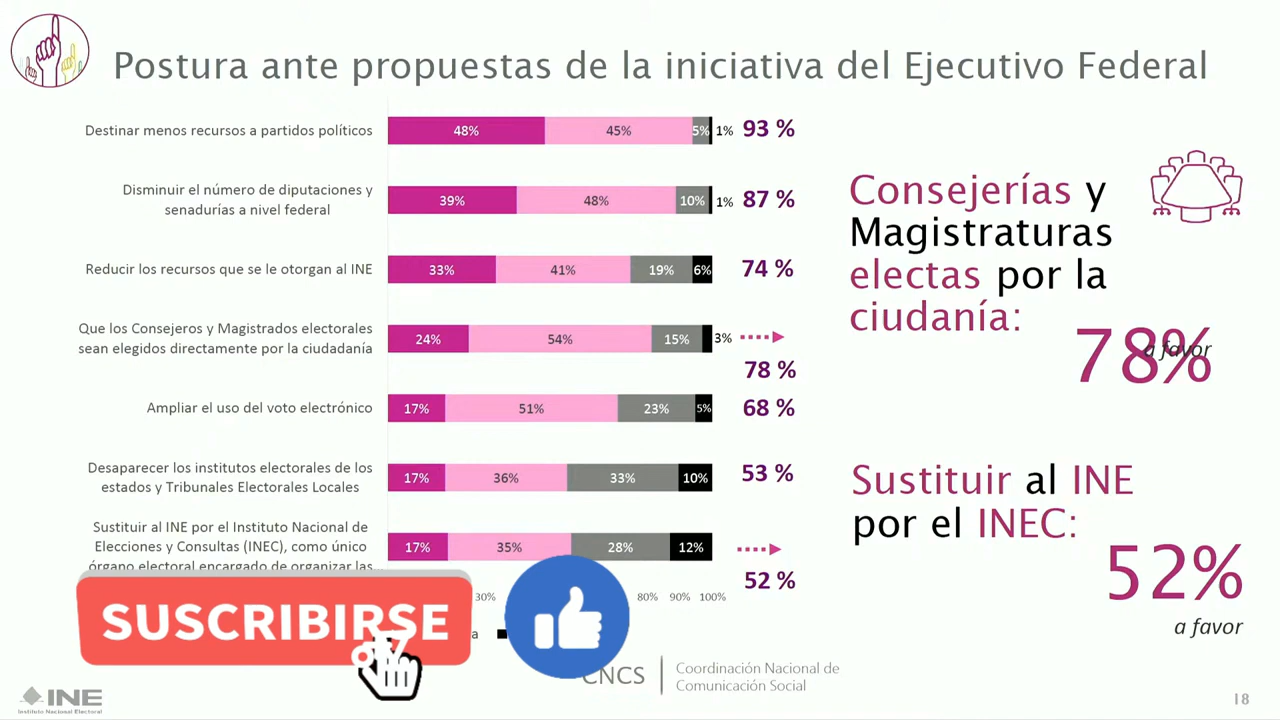 Postura ante propuestas de la iniciativa del Ejecutivo Federal
Destinar menos recursos a partidos políticos
48% 45% 5% 1% 93 %
Disminuir el número de diputaciones y
senadurías a nivel federal
39% 48% 10% 1% 87 %
Reducir los recursos que se le otorgan al INE
33% 41% 19% 6% 74 %
Que los Consejeros y Magistrados electorales
sean elegidos directamente por la ciudadanía
24% 54% 15% 3%
78 %
Ampliar el uso del voto electrónico
17% 51% 23% 5% 68 %
Desaparecer los institutos electorales de los
estados y Tribunales Electorales Locales
17% 36% 33% 10% 53 %
Sustituir al INE por el Instituto Nacional de
Elecciones y Consultas (INEC), como único
órgano electoral encargado de organizar las
17% 35% 28% 12%
52 %
30% 80% 90% 100%
Consejerías y
Magistraturas
electas por la
ciudanía:
78%
a favor
Sustituir al INE
por el INEC:
52%
a favor
SUSCRIBIRSE
CNCS
Coordinación Nacional de
Comunicación Social
INE
Instituto Nacional Electoral
18